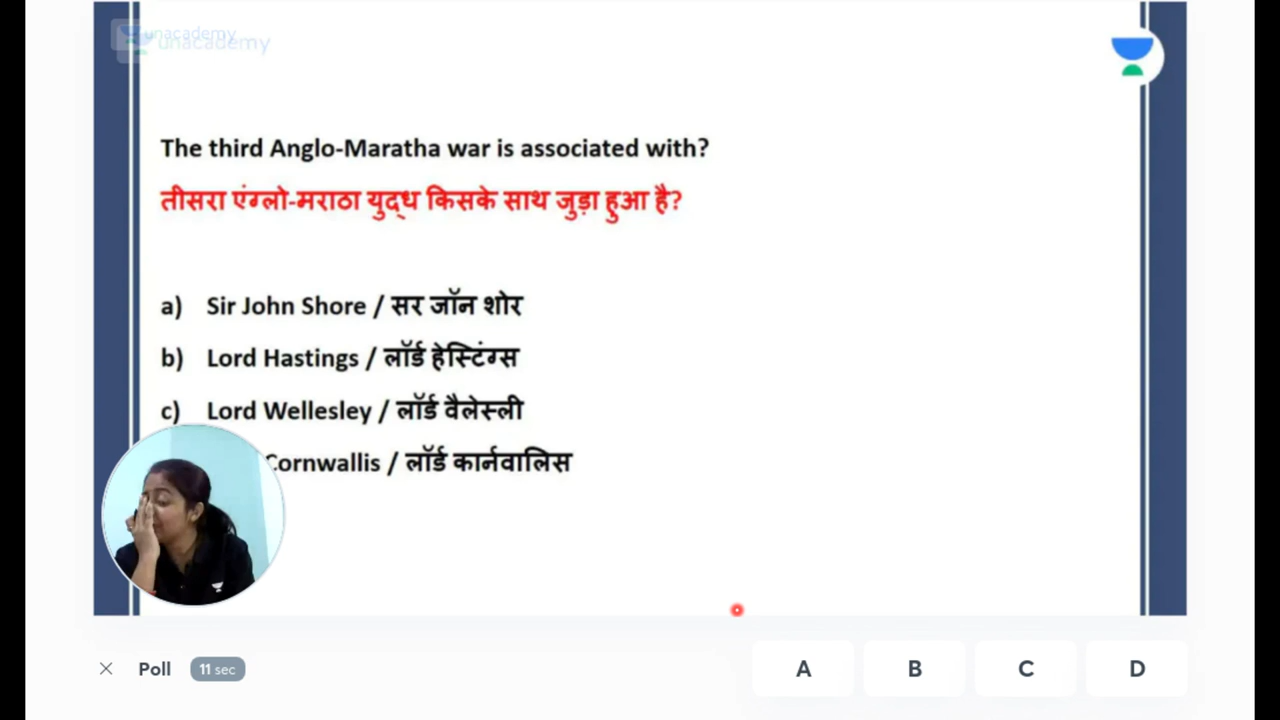 unacademy
unacademy
The third Anglo-Maratha war is associated with?
तीसरा एंग्लो-मराठा युद्ध किसके साथ जुड़ा हुआ है?
a) Sir John Shore / सर जॉन शोर
b) Lord Hastings / लॉर्ड हेस्टिंग्स
c) Lord Wellesley / लॉर्ड वैलेस्ली
Cornwallis / लॉर्ड कार्नवालिस
Poll 11 sec A B C D